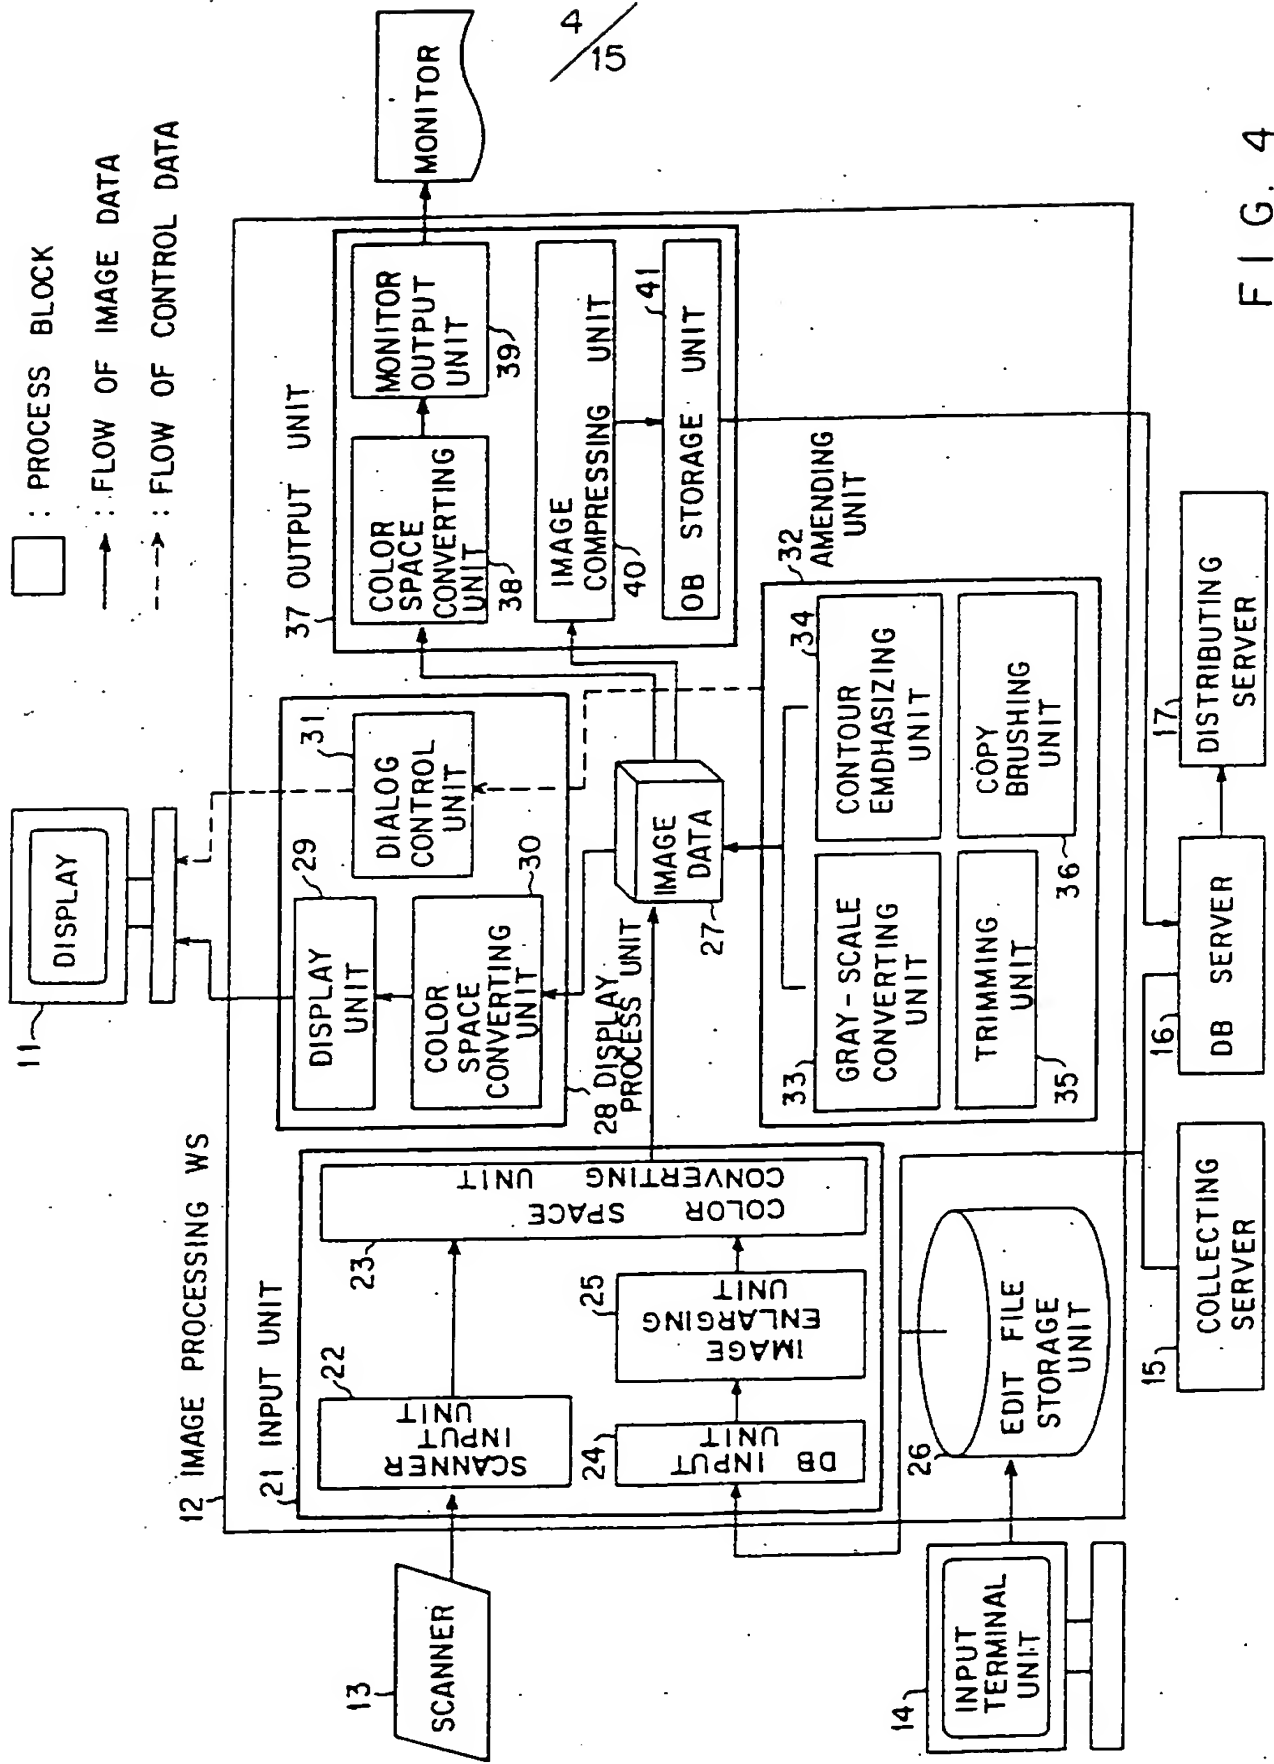 4/15
: PROCESS BLOCK
: FLOW OF IMAGE DATA
: FLOW OF CONTROL DATA
11
DISPLAY
12 IMAGE PROCESSING WS
13
SCANNER
21 INPUT UNIT
22
SCANNER
INPUT
UNIT
23
COLOR SPACE
CONVERTING UNIT
24
DB INPUT
UNIT
25
IMAGE
ENLARGING
UNIT
28 DISPLAY
PROCESS UNIT
29
DISPLAY
UNIT
30
COLOR
SPACE
CONVERTING
UNIT
31
DIALOG
CONTROL
UNIT
37 OUTPUT UNIT
COLOR
SPACE
CONVERTING
UNIT
38
MONITOR
OUTPUT
UNIT
39
MONITOR
IMAGE
COMPRESSING UNIT
40
41
OB STORAGE UNIT
IMAGE
DATA
27
32
AMENDING
UNIT
33
GRAY-SCALE
CONVERTING
UNIT
34
CONTOUR
EMDHASIZING
UNIT
TRIMMING
UNIT
35
COPY
BRUSHING
UNIT
36
14
INPUT
TERMINAL
UNIT
26
EDIT FILE
STORAGE
UNIT
15
COLLECTING
SERVER
16
DB SERVER
17
DISTRIBUTING
SERVER
FIG. 4